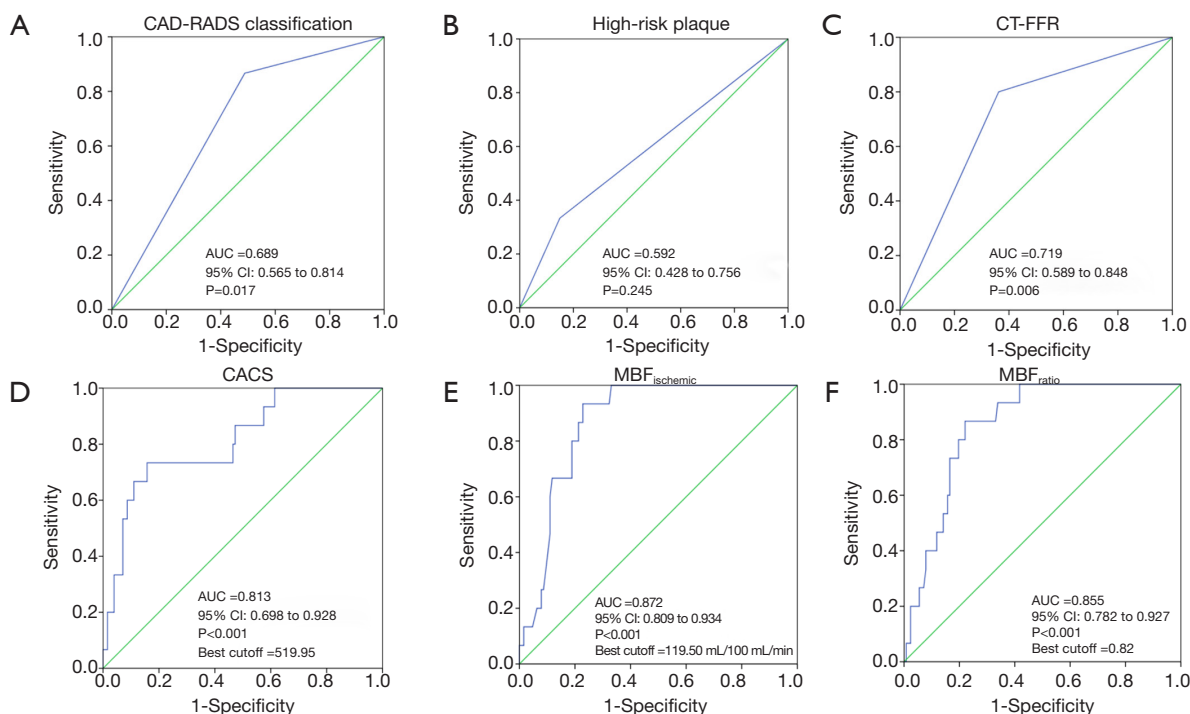 A
CAD-RADS classification
1.0
0.8
0.6
0.4
0.2
0.0
Sensitivity
AUC =0.689
95% CI: 0.565 to 0.814
P=0.017
0.0 0.2 0.4 0.6 0.8 1.0
1-Specificity
B
High-risk plaque
1.0
0.8
0.6
0.4
0.2
0.0
Sensitivity
AUC =0.592
95% CI: 0.428 to 0.756
P=0.245
0.0 0.2 0.4 0.6 0.8 1.0
1-Specificity
C
CT-FFR
1.0
0.8
0.6
0.4
0.2
0.0
Sensitivity
AUC =0.719
95% CI: 0.589 to 0.848
P=0.006
0.0 0.2 0.4 0.6 0.8 1.0
1-Specificity
D
CACS
1.0
0.8
0.6
0.4
0.2
0.0
Sensitivity
AUC =0.813
95% CI: 0.698 to 0.928
P<0.001
Best cutoff =519.95
0.0 0.2 0.4 0.6 0.8 1.0
1-Specificity
E
MBFischemic
1.0
0.8
0.6
0.4
0.2
0.0
Sensitivity
AUC =0.872
95% CI: 0.809 to 0.934
P<0.001
Best cutoff =119.50 mL/100 mL/min
0.0 0.2 0.4 0.6 0.8 1.0
1-Specificity
F
MBFratio
1.0
0.8
0.6
0.4
0.2
0.0
Sensitivity
AUC =0.855
95% CI: 0.782 to 0.927
P<0.001
Best cutoff =0.82
0.0 0.2 0.4 0.6 0.8 1.0
1-Specificity